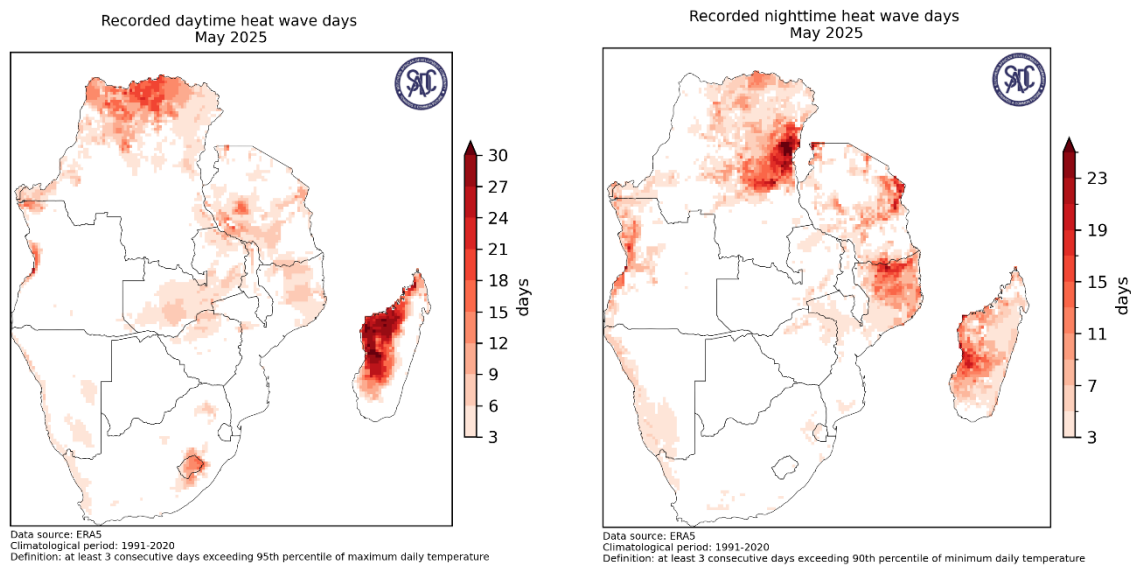 Recorded daytime heat wave days
May 2025
SADC
30
27
24
21
18
15
12
9
6
3
days
Data source: ERA5
Climatological period: 1991-2020
Definition: at least 3 consecutive days exceeding 95th percentile of maximum daily temperature
Recorded nighttime heat wave days
May 2025
SADC
23
19
15
11
7
3
days
Data source: ERA5
Climatological period: 1991-2020
Definition: at least 3 consecutive days exceeding 90th percentile of minimum daily temperature